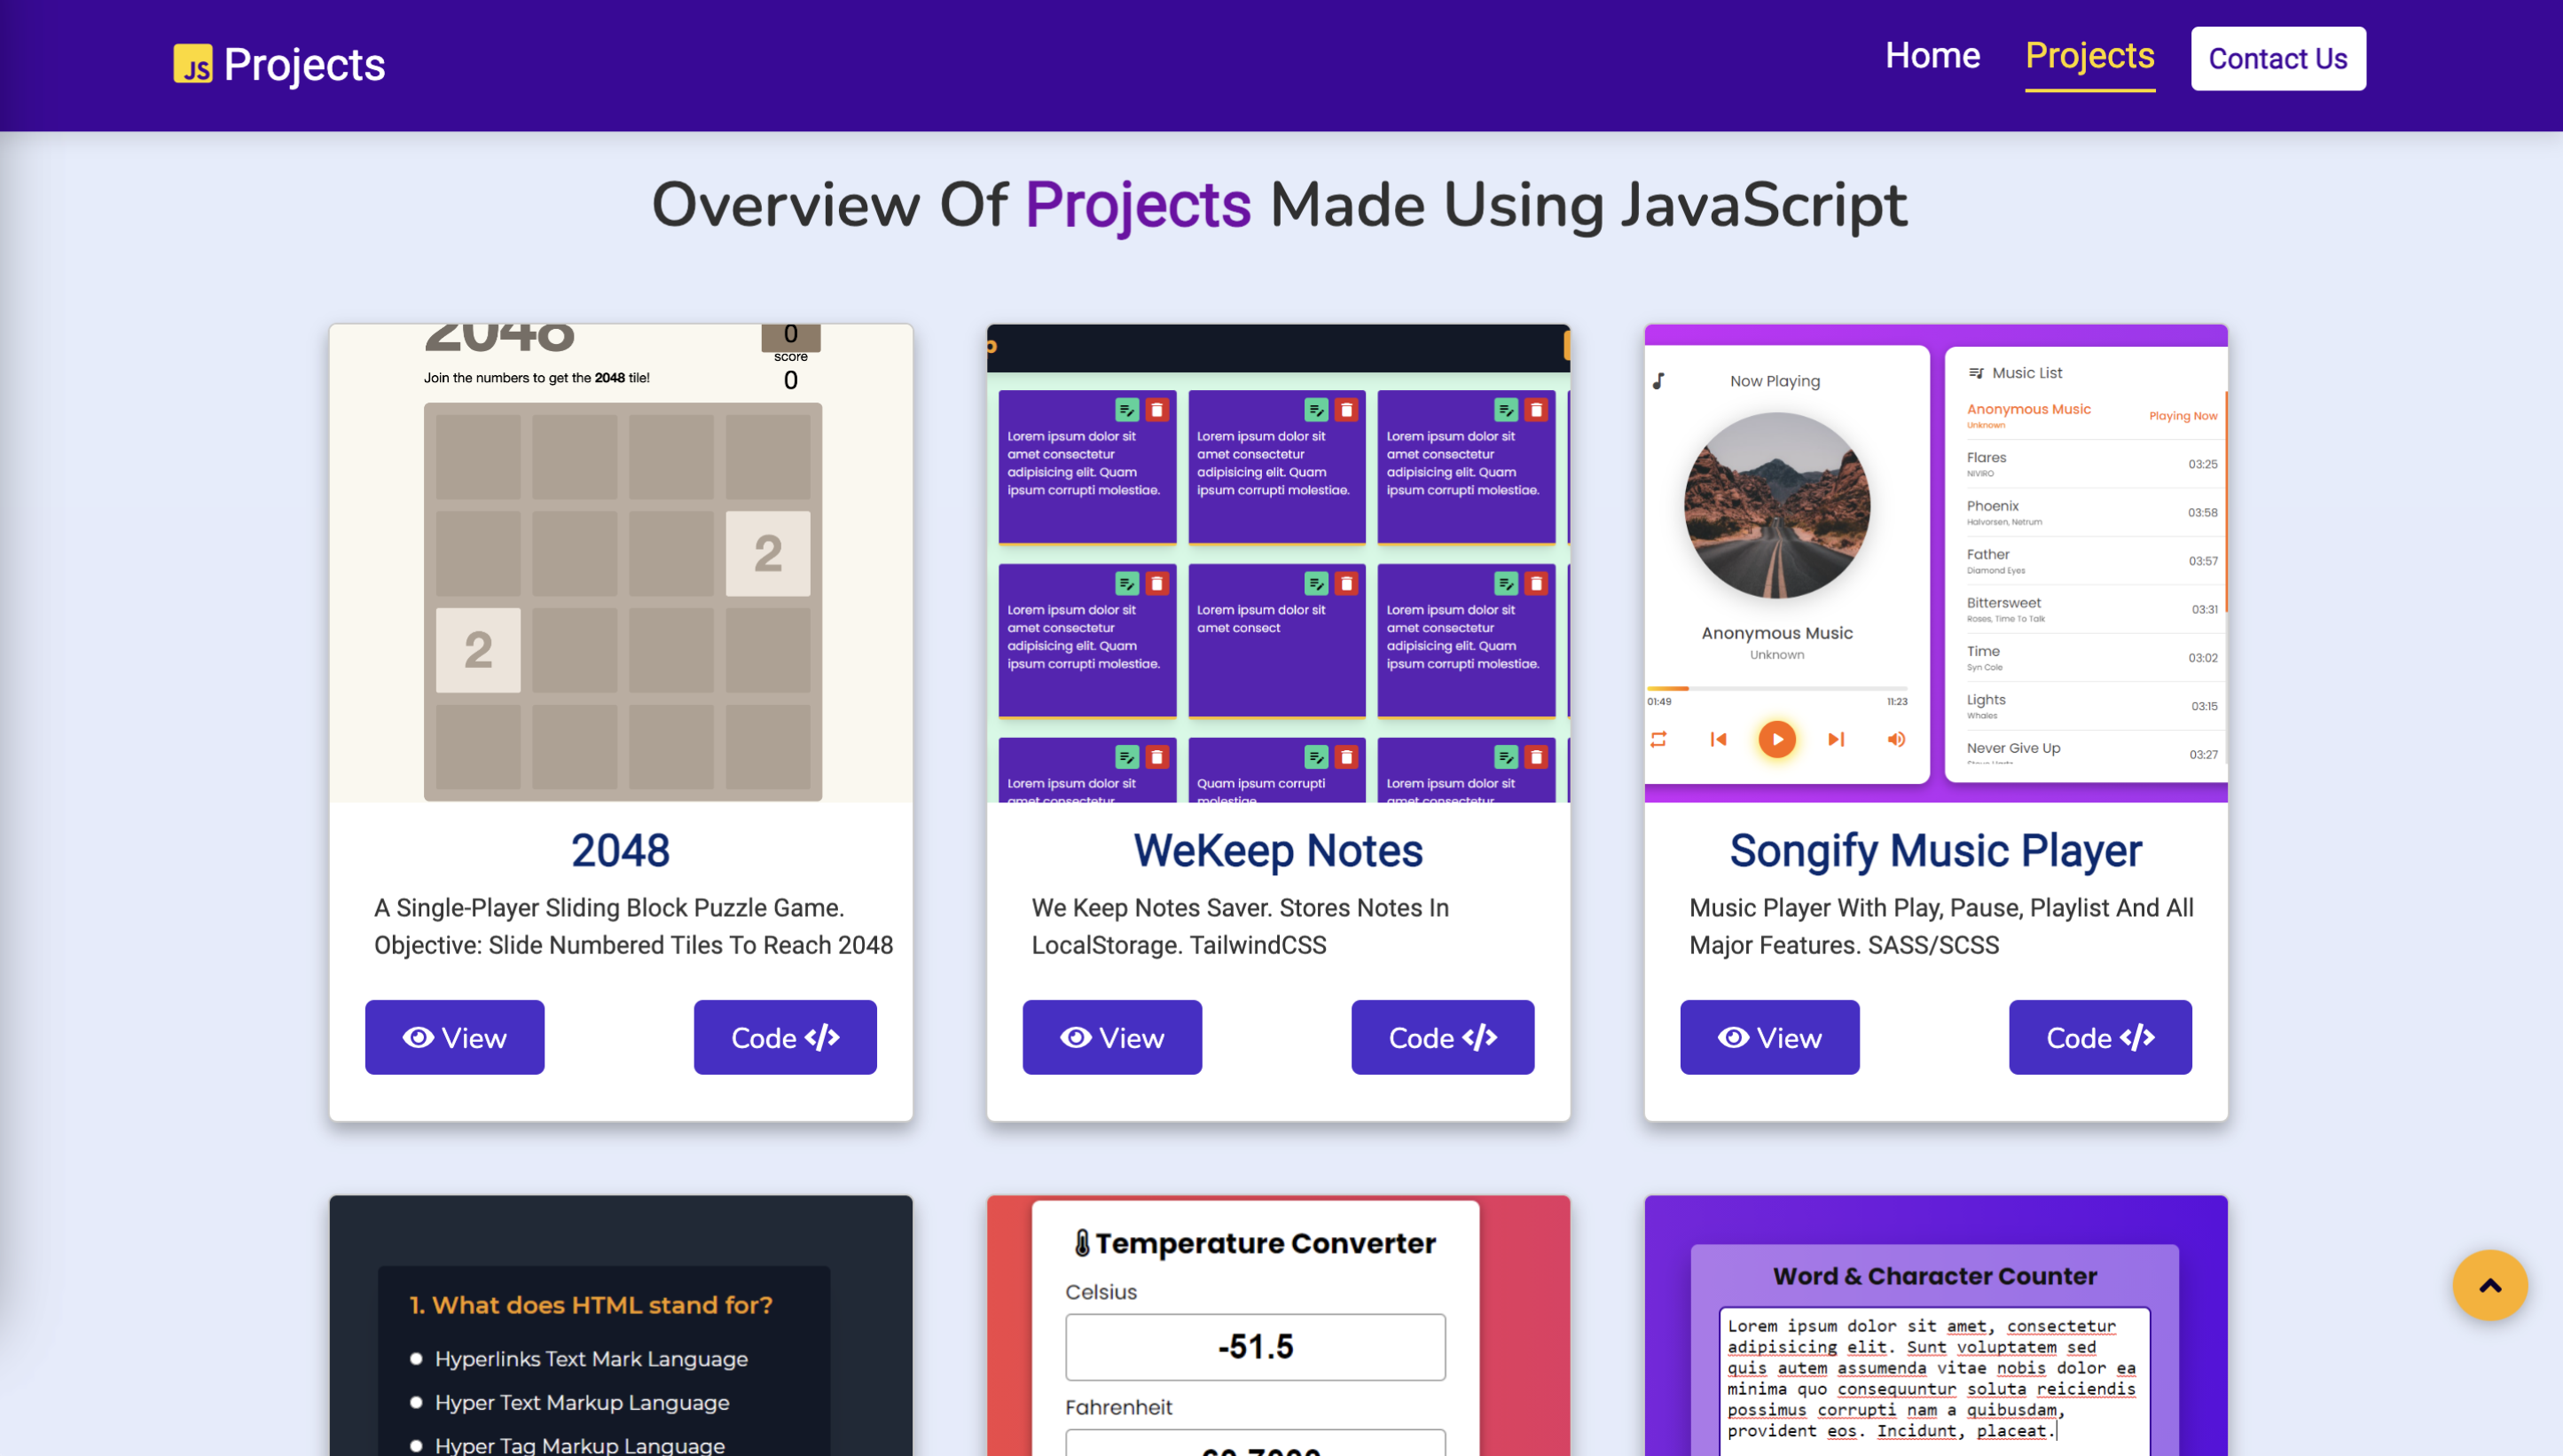 JS Projects
Home
Projects
Contact Us
Overview Of Projects Made Using JavaScript
2048
0
score
0
Join the numbers to get the 2048 tile!
2
2
2048
A Single-Player Sliding Block Puzzle Game.
Objective: Slide Numbered Tiles To Reach 2048
View
Code
Lorem ipsum dolor sit
amet consectetur
adipisicing elit. Quam
ipsum corrupti molestiae.
Lorem ipsum dolor sit
amet consectetur
adipisicing elit. Quam
ipsum corrupti molestiae.
Lorem ipsum dolor sit
amet consectetur
adipisicing elit. Quam
ipsum corrupti molestiae.
Lorem ipsum dolor sit
amet consectetur
adipisicing elit. Quam
ipsum corrupti molestiae.
Lorem ipsum dolor sit
amet consect
Lorem ipsum dolor sit
amet consectetur
adipisicing elit. Quam
ipsum corrupti molestiae.
Lorem ipsum dolor sit
amet consectetur
Quam ipsum corrupti
molestiae
Lorem ipsum dolor sit
amet consectetur
WeKeep Notes
We Keep Notes Saver. Stores Notes In
LocalStorage. TailwindCSS
View
Code
Now Playing
Anonymous Music
Unknown
01:49
11:23
Music List
Anonymous Music
Unknown
Playing Now
Flares
NIVIRO
03:25
Phoenix
Halvorsen, Netrum
03:58
Father
Diamond Eyes
03:57
Bittersweet
Roses, Time To Talk
03:31
Time
Syn Cole
03:02
Lights
Whales
03:15
Never Give Up
03:27
Songify Music Player
Music Player With Play, Pause, Playlist And All
Major Features. SASS/SCSS
View
Code
1. What does HTML stand for?
Hyperlinks Text Mark Language
Hyper Text Markup Language
Hyper Tag Markup Language
Temperature Converter
Celsius
-51.5
Fahrenheit
Word & Character Counter
Lorem ipsum dolor sit amet, consectetur
adipisicing elit. Sunt voluptatem sed
quis autem assumenda vitae nobis dolor ea
minima quo consequuntur soluta reiciendis
possimus corrupti nam a quibusdam,
provident eos. Incidunt, placeat.